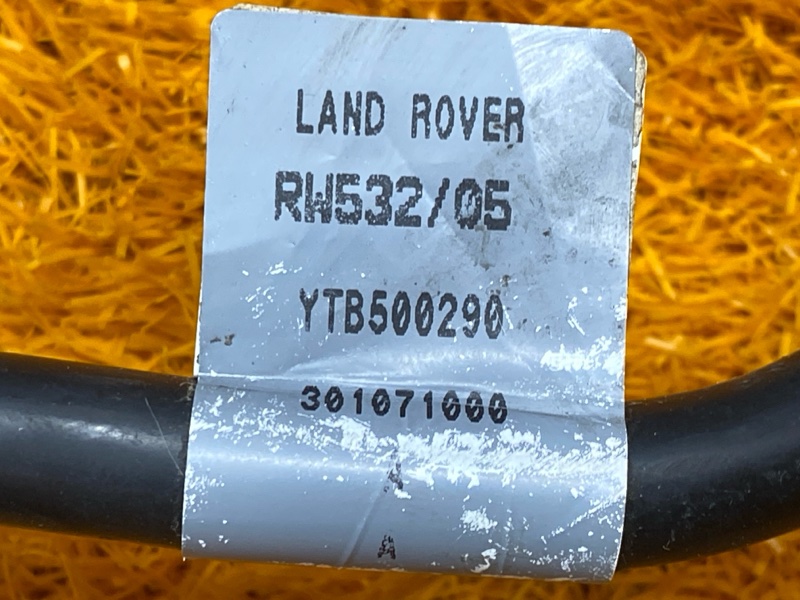 LAND ROVER
RW532/05
YTB500290
301071000
A
A